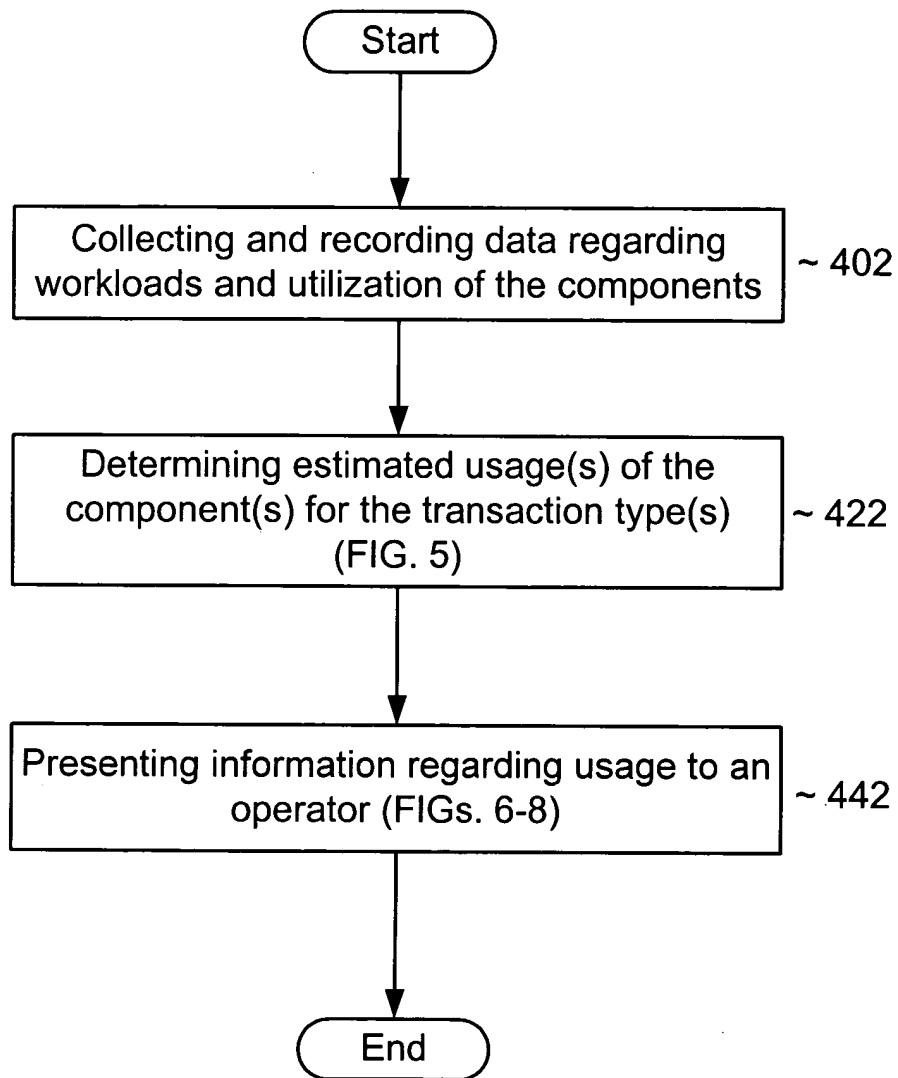 Start
Collecting and recording data regarding
workloads and utilization of the components
~ 402
Determining estimated usage(s) of the
component(s) for the transaction type(s)
(FIG. 5)
~ 422
Presenting information regarding usage to an
operator (FIGs. 6-8)
~ 442
End